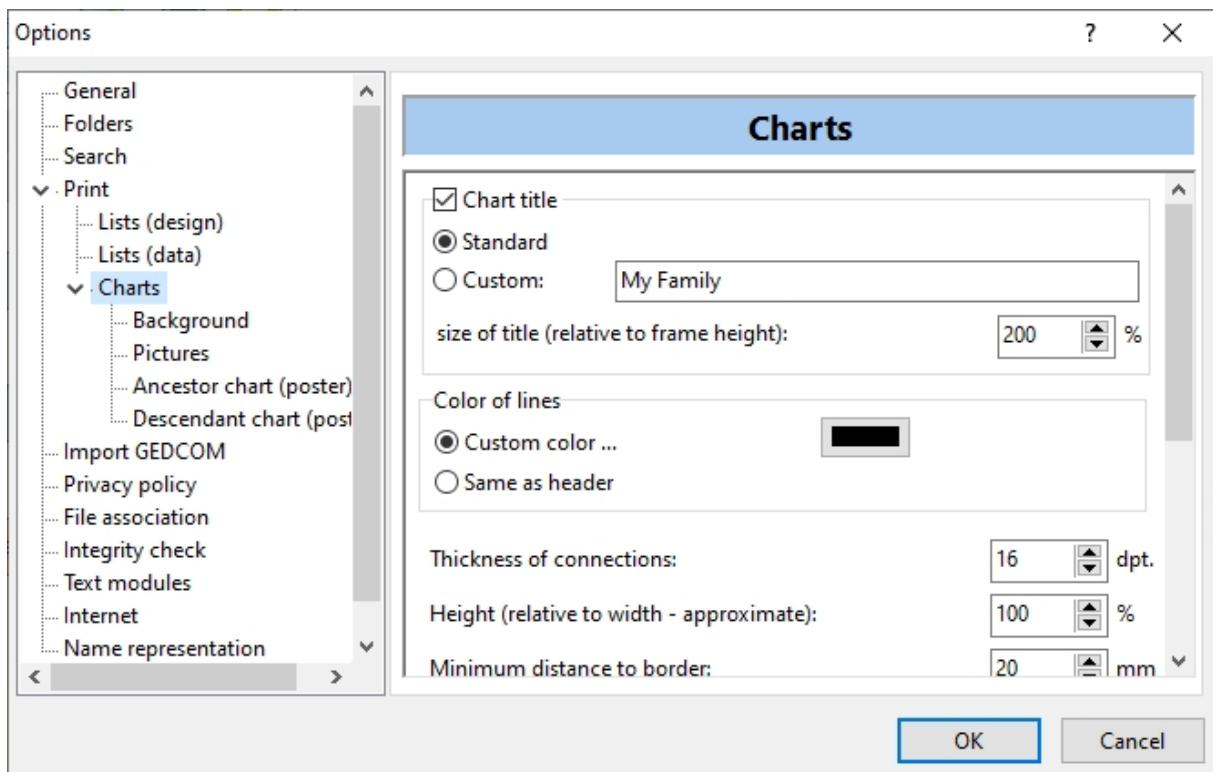 Options
?
General
Folders
Search
Print
Lists (design)
Lists (data)
Charts
Background
Pictures
Ancestor chart (poster)
Descendant chart (post
Import GEDCOM
Privacy policy
File association
Integrity check
Text modules
Internet
Name representation
Charts
Chart title
Standard
Custom: My Family
size of title (relative to frame height): 200 %
Color of lines
Custom color ...
Same as header
Thickness of connections: 16 dpt.
Height (relative to width - approximate): 100 %
Minimum distance to border: 20 mm
OK Cancel